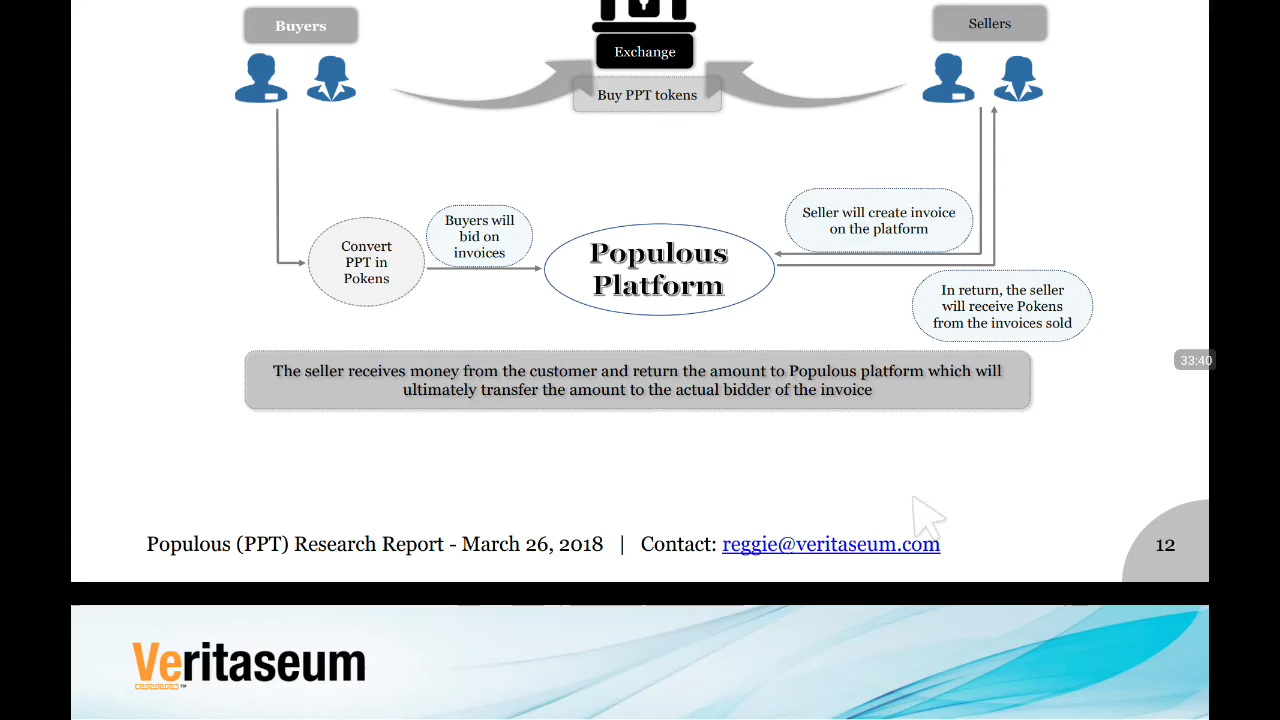 Buyers
Sellers
Exchange
Buy PPT tokens
Buyers will
bid on
invoices
Convert
PPT in
Pokens
Populous
Platform
Seller will create invoice
on the platform
In return, the seller
will receive Pokens
from the invoices sold
33:40
The seller receives money from the customer and return the amount to Populous platform which will
ultimately transfer the amount to the actual bidder of the invoice
Populous (PPT) Research Report - March 26, 2018 | Contact: reggie@veritaseum.com
12
Veritaseum